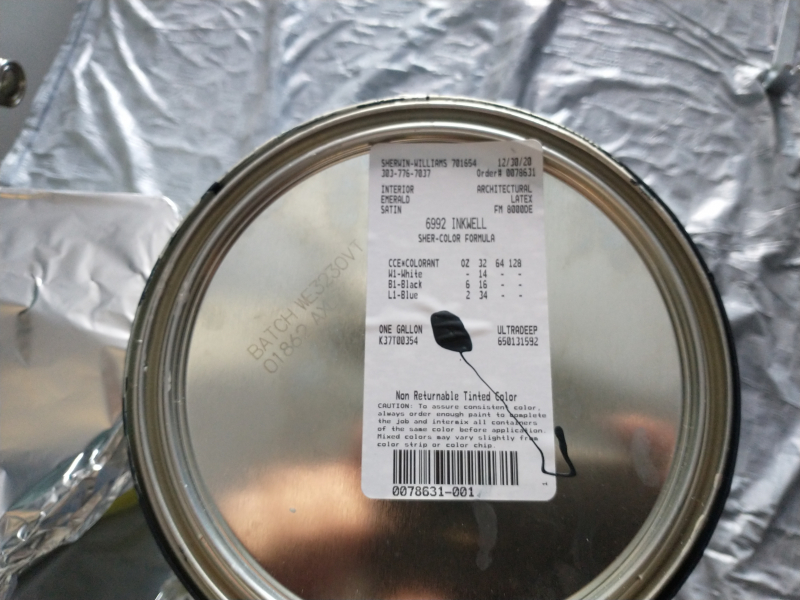 SHERWIN-WILLIAMS 701654 12/30/20
303-776-7037 Order# 0078631
INTERIOR ARCHITECTURAL
EMERALD LATEX
SATIN FM 8000DE
6992 INKWELL
SHER-COLOR FORMULA
CCE*COLORANT OZ 32 64 128
W1-White - 14 - -
B1-Black 6 16 - -
L1-Blue 2 34 - -
ONE GALLON ULTRADEEP
K37T00354 650131592
Non Returnable Tinted Color
CAUTION: To assure consistent color,
always order enough paint to complete
the job and intermix all containers
of the same color before application.
Mixed colors may vary slightly from
color strip or color chip.
0078631-001
BATCH WE3230VT